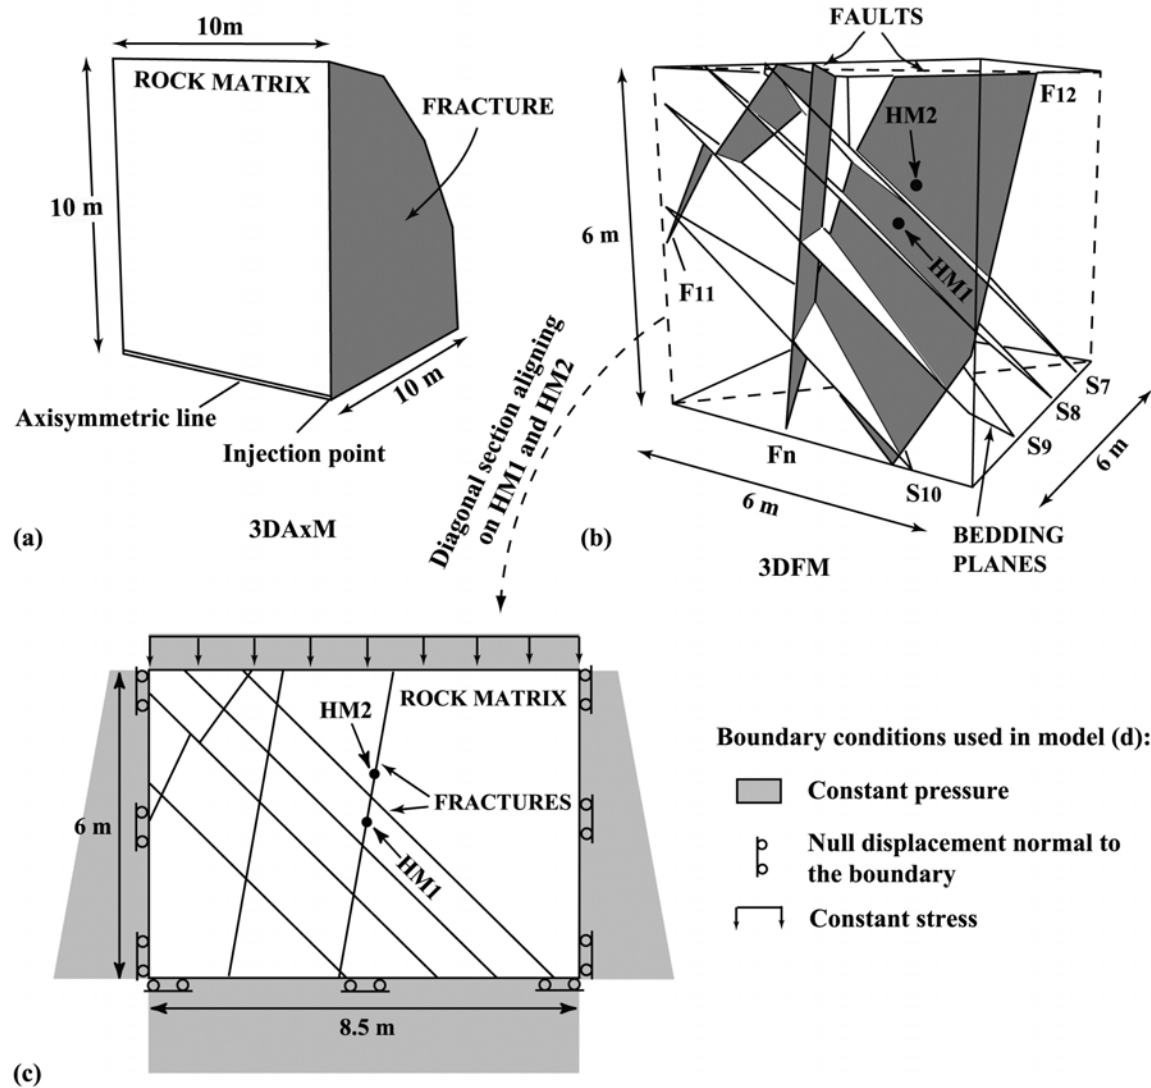 10m
ROCK MATRIX
FRACTURE
10 m
10 m
Axisymmetric line
Injection point
(a)
3DAxM
FAULTS
F12
HM2
6 m
HM1
F11
S7
S8
S9
Fn
S10
6 m
6 m
BEDDING
PLANES
(b)
3DFM
Diagonal section aligning
on HM1 and HM2
ROCK MATRIX
HM2
FRACTURES
6 m
HM1
8.5 m
(c)
Boundary conditions used in model (d):
Constant pressure
Null displacement normal to
the boundary
Constant stress